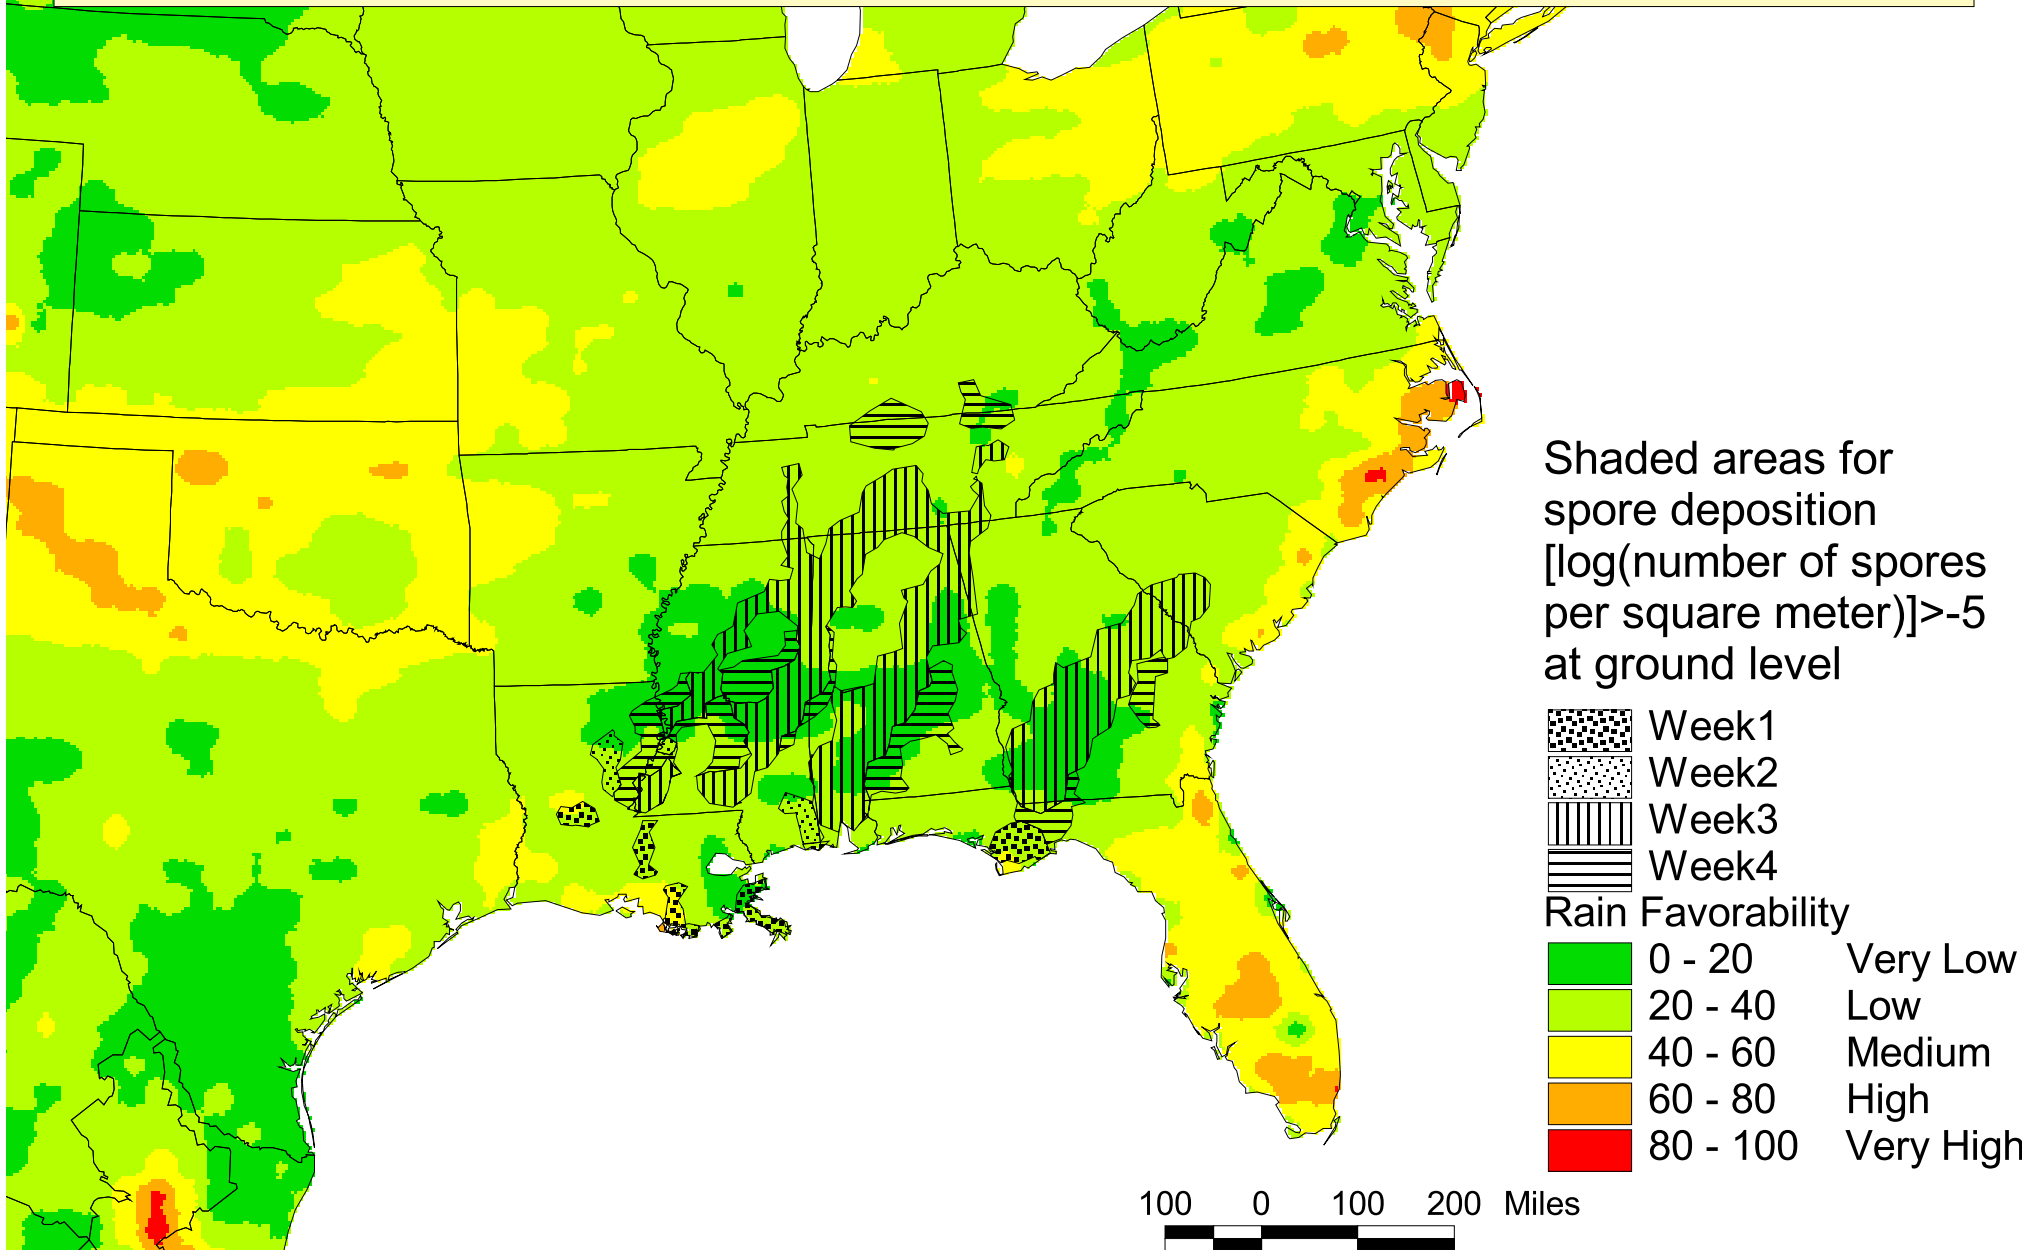 Shaded areas for
spore deposition
[log(number of spores
per square meter)]>-5
at ground level
Week1
Week2
Week3
Week4
Rain Favorability
0 - 20 Very Low
20 - 40 Low
40 - 60 Medium
60 - 80 High
80 - 100 Very High
100 0 100 200 Miles